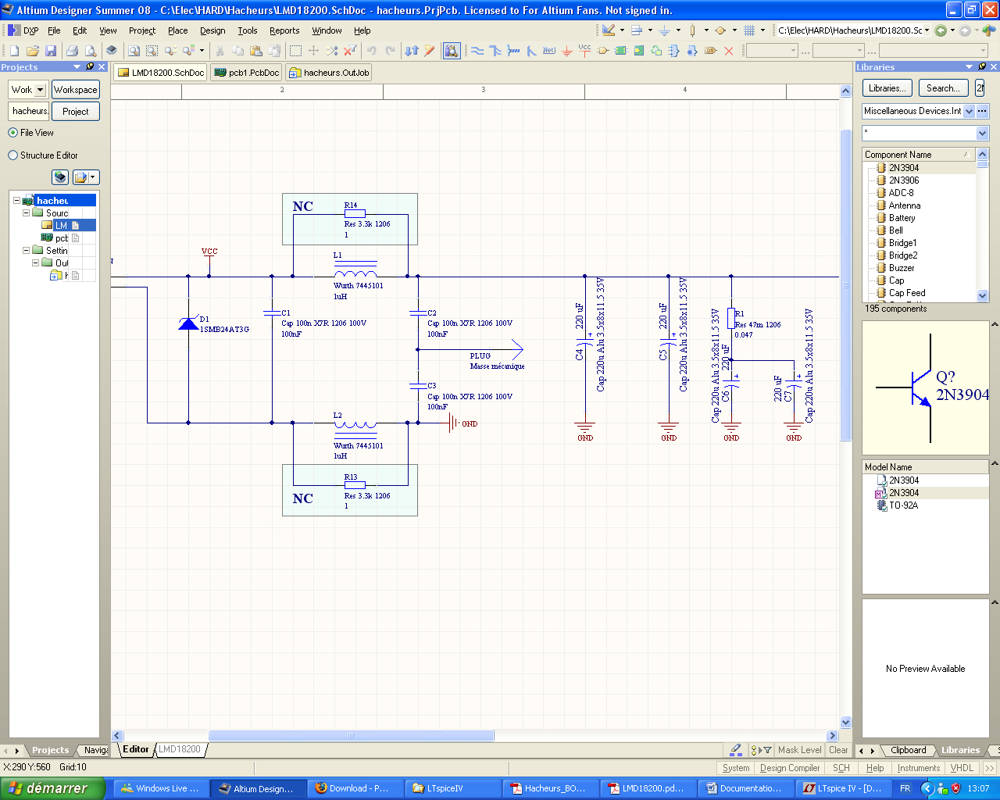 Altium Designer Summer 08 - C:\Elec\HARD\Hacheurs\LMD18200.SchDoc - hacheurs.PrjPcb. Licensed to For Altium Fans. Not signed in.
DXP File Edit View Project Place Design Tools Reports Window Help
C:\Elec\HARD\Hacheurs\LMD18200.Sc
Projects
Work
Workspace
hacheurs.
Project
File View
Structure Editor
hacheu
Sourc
LM
pcb
Settin
Out
LMD18200.SchDoc
pcb1.PcbDoc
hacheurs.OutJob
2
3
4
NC
R14
Res 3.3k 1206
1
VCC
L1
Wurth 7445101
1uH
D1
1SMB24AT3G
C1
Cap 100n X7R 1206 100V
100nF
C2
Cap 100n X7R 1206 100V
100nF
PLUG
Masse mécanique
C3
Cap 100n X7R 1206 100V
100nF
GND
L2
Wurth 7445101
1uH
R13
Res 3.3k 1206
1
NC
220 uF
C4
Cap 220u Alu 3.5x8x11.5 35V
GND
220 uF
C5
Cap 220u Alu 3.5x8x11.5 35V
GND
R1
Res 47m 1206
0.047
220 uF
C6
Cap 220u Alu 3.5x8x11.5 35V
GND
220 uF
C7
Cap 220u Alu 3.5x8x11.5 35V
GND
Libraries
Libraries...
Search...
Miscellaneous Devices.Int
*
Component Name
2N3904
2N3906
ADC-8
Antenna
Battery
Bell
Bridge1
Bridge2
Buzzer
Cap
Cap Feed
195 components
Q?
2N3904
Model Name
2N3904
2N3904
TO-92A
No Preview Available
Projects
Naviga
Editor
LMD18200
Mask Level
Clear
Clipboard
Libraries
X:290 Y:560 Grid:10
System
Design Compiler
SCH
Help
Instruments
VHDL
>>
démarrer
Windows Live ...
Altium Design...
Download - P...
LTspiceIV
Hacheurs_BO...
LMD18200.pd...
Documentatio...
LTspice IV - [D...
FR
13:07